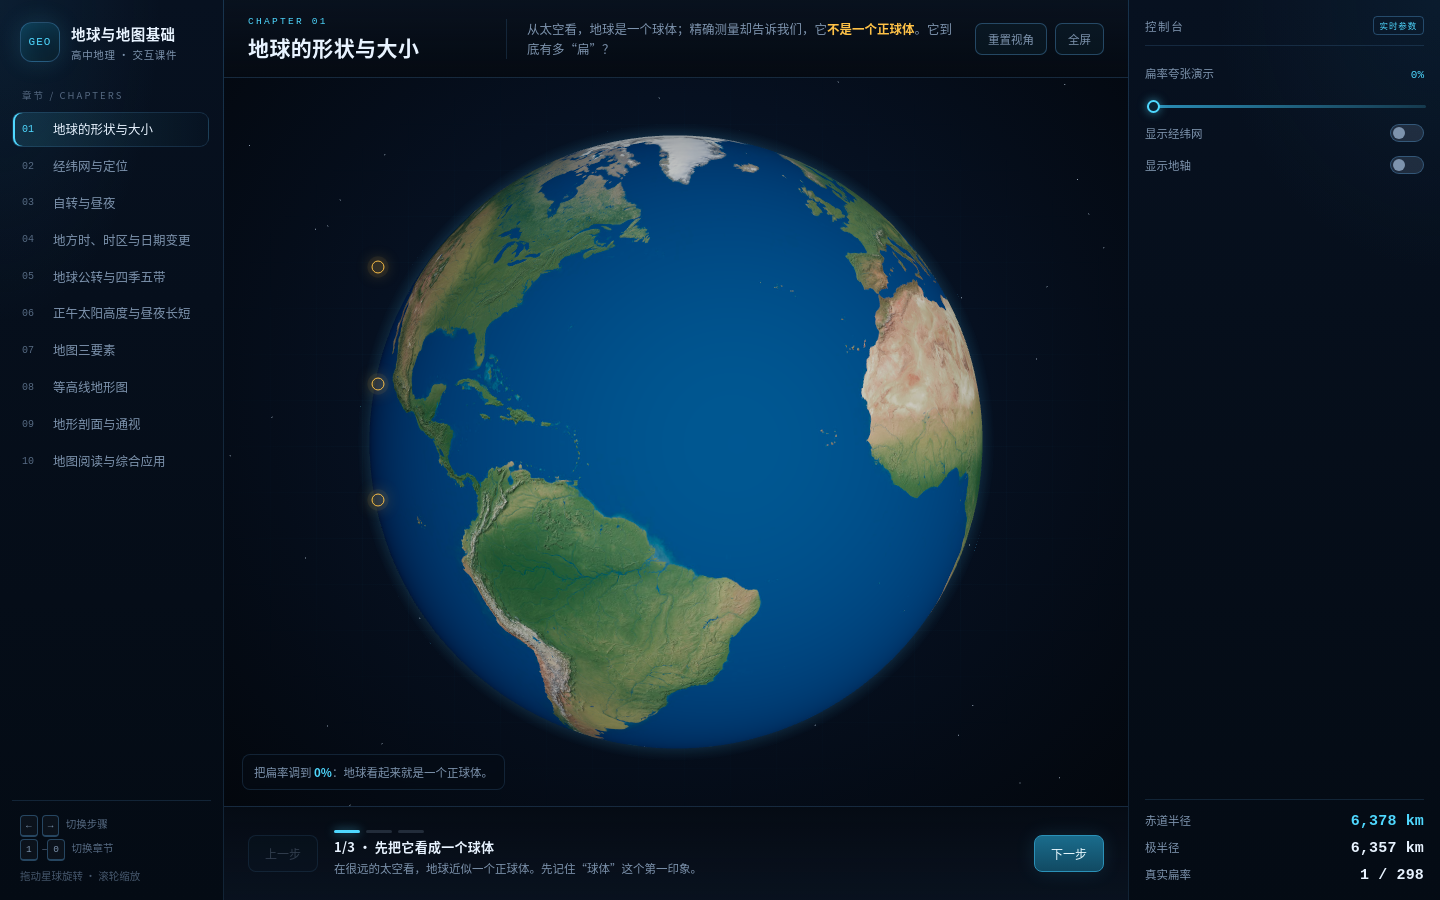 GEO
地球与地图基础
高中地理 · 交互课件
章节 / CHAPTERS
01 地球的形状与大小
02 经纬网与定位
03 自转与昼夜
04 地方时、时区与日期变更
05 地球公转与四季五带
06 正午太阳高度与昼夜长短
07 地图三要素
08 等高线地形图
09 地形剖面与通视
10 地图阅读与综合应用
← → 切换步骤
1 – 0 切换章节
拖动星球旋转 · 滚轮缩放
CHAPTER 01
地球的形状与大小
从太空看，地球是一个球体；精确测量却告诉我们，它不是一个正球体。它到
底有多“扁”？
重置视角
全屏
把扁率调到 0%：地球看起来就是一个正球体。
上一步
1/3 · 先把它看成一个球体
在很远的太空看，地球近似一个正球体。先记住“球体”这个第一印象。
下一步
控制台
实时参数
扁率夸张演示 0%
显示经纬网
显示地轴
赤道半径 6,378 km
极半径 6,357 km
真实扁率 1 / 298